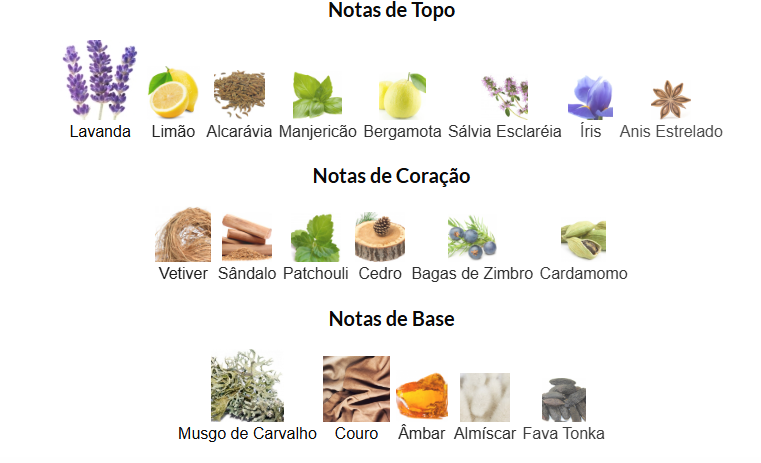 Notas de Topo
Lavanda Limão Alcarávia Manjericão Bergamota Sálvia Esclaréia Íris Anis Estrelado
Notas de Coração
Vetiver Sândalo Patchouli Cedro Bagas de Zimbro Cardamomo
Notas de Base
Musgo de Carvalho Couro Âmbar Almíscar Fava Tonka